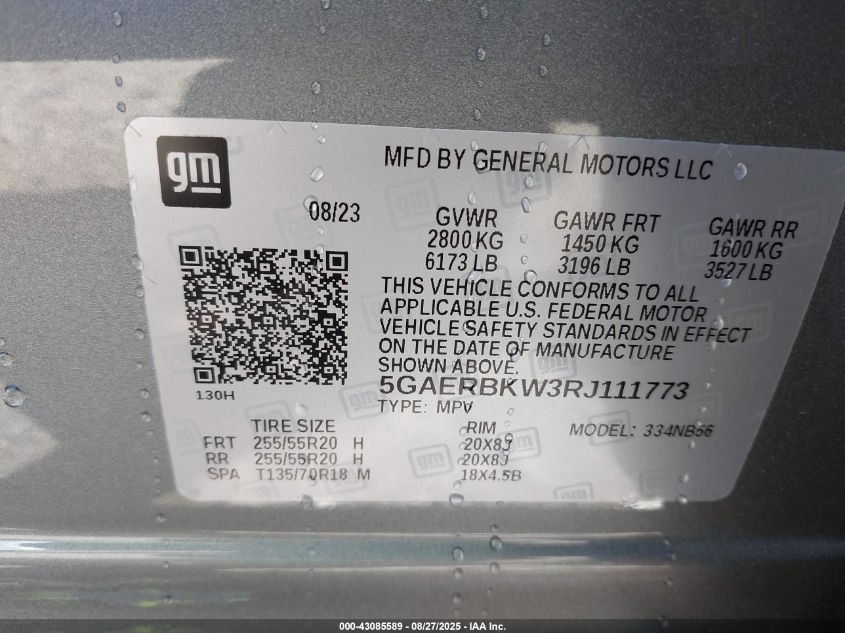 gm
MFD BY GENERAL MOTORS LLC
08/23
GVWR
2800 KG
6173 LB
GAWR FRT
1450 KG
3196 LB
GAWR RR
1600 KG
3527 LB
THIS VEHICLE CONFORMS TO ALL
APPLICABLE U.S. FEDERAL MOTOR
VEHICLE SAFETY STANDARDS IN EFFECT
ON THE DATE OF MANUFACTURE
SHOWN ABOVE.
130H
5GAERBKW3RJ111773
TYPE: MPV
MODEL: 334NB56
TIRE SIZE RIM
FRT 255/55R20 H 20X8J
RR 255/55R20 H 20X8J
SPA T135/70R18 M 18X4.5B
000-43085589 - 08/27/2025 - IAA Inc.